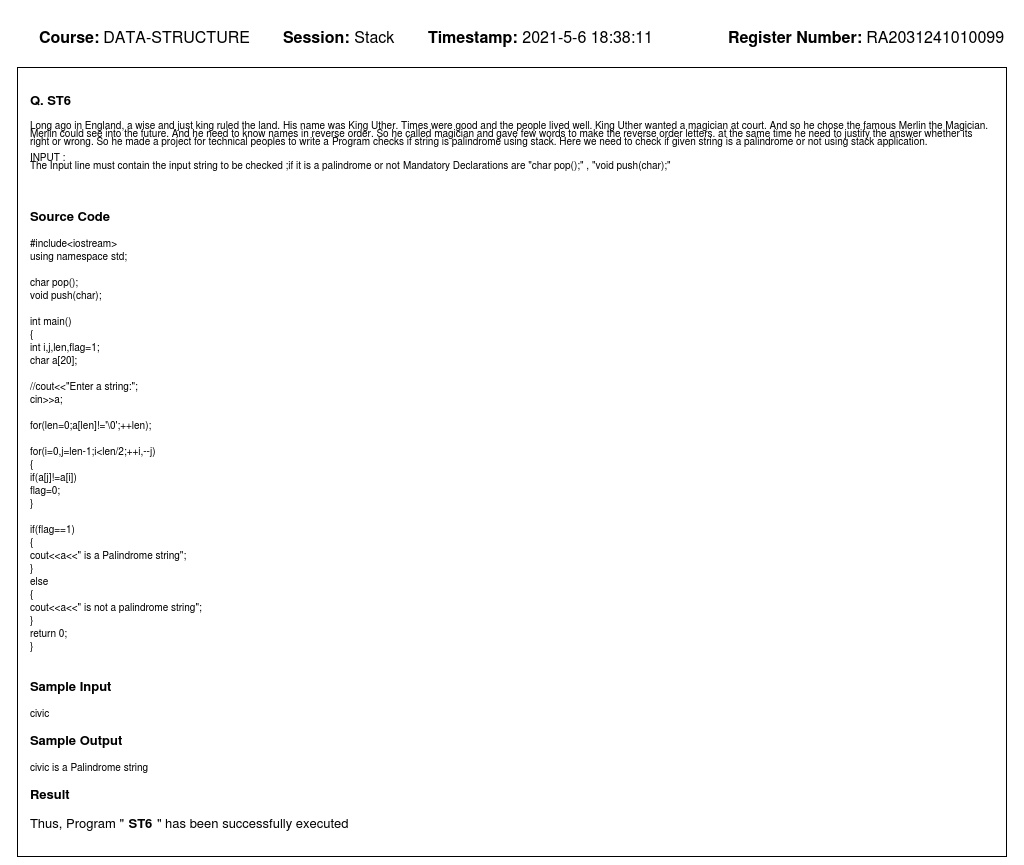 Course: DATA-STRUCTURE Session: Stack Timestamp: 2021-5-6 18:38:11 Register Number: RA2031241010099
Q. ST6
Long ago in England, a wise and just king ruled the land. His name was King Uther. Times were good and the people lived well. King Uther wanted a magician at court. And so he chose the famous Merlin the Magician.
Merlin could see into the future. And he need to know names in reverse order. So he called magician and gave few words to make the reverse order letters. at the same time he need to justify the answer whether its
right or wrong. So he made a project for technical peoples to write a Program checks if string is palindrome using stack. Here we need to check if given string is a palindrome or not using stack application.
INPUT :
The Input line must contain the input string to be checked ;if it is a palindrome or not Mandatory Declarations are "char pop();" , "void push(char);"
Source Code
#include<iostream>
using namespace std;
char pop();
void push(char);
int main()
{
int i,j,len,flag=1;
char a[20];
//cout<<"Enter a string:";
cin>>a;
for(len=0;a[len]!='\0';++len);
for(i=0,j=len-1;i<len/2;++i,--j)
{
if(a[j]!=a[i])
flag=0;
}
if(flag==1)
{
cout<<a<<" is a Palindrome string";
}
else
{
cout<<a<<" is not a palindrome string";
}
return 0;
}
Sample Input
civic
Sample Output
civic is a Palindrome string
Result
Thus, Program " ST6 " has been successfully executed